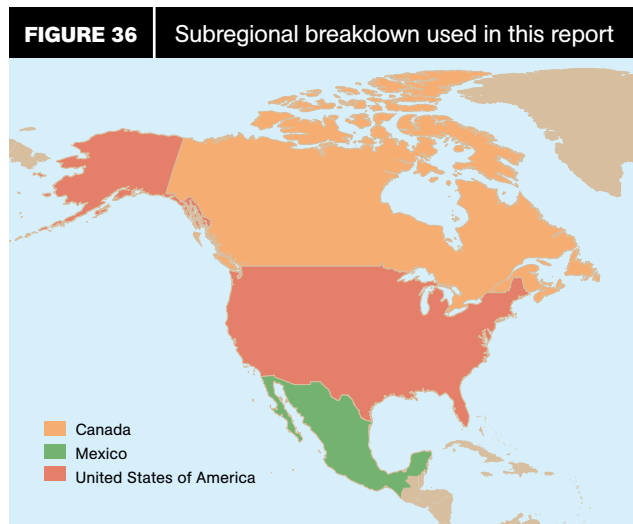 FIGURE 36
Subregional breakdown used in this report
Canada
Mexico
United States of America